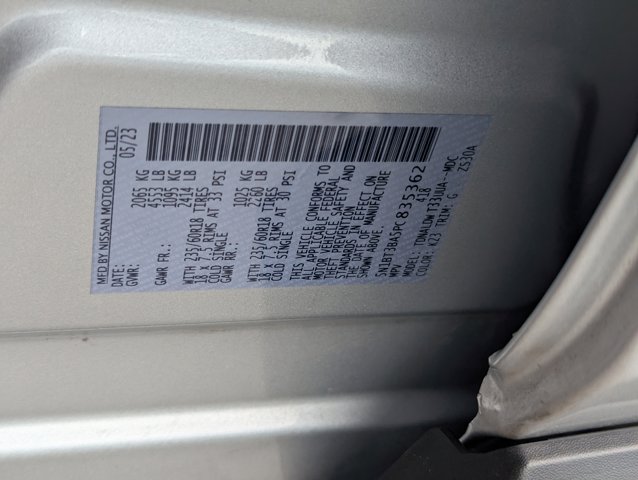 MFD BY NISSAN MOTOR CO., LTD.
DATE: 05/23
GVWR: 2065 KG
4553 LB
GAWR FR.: 1095 KG
2414 LB
WITH 235/60R18 TIRES
18 X 7.5 RIMS AT 33 PSI
COLD SINGLE
GAWR RR.: 1025 KG
2260 LB
WITH 235/60R18 TIRES
18 X 7.5 RIMS AT 30 PSI
COLD SINGLE
THIS VEHICLE CONFORMS TO
ALL APPLICABLE FEDERAL
MOTOR VEHICLE SAFETY AND
THEFT PREVENTION
STANDARDS IN EFFECT ON
THE DATE OF MANUFACTURE
SHOWN ABOVE.
5N1BT3BA5PC835362
MPV 418
MODEL: TDNALDW T33UUA--MDC
COLOR: K23 TRIM: G ZS30A